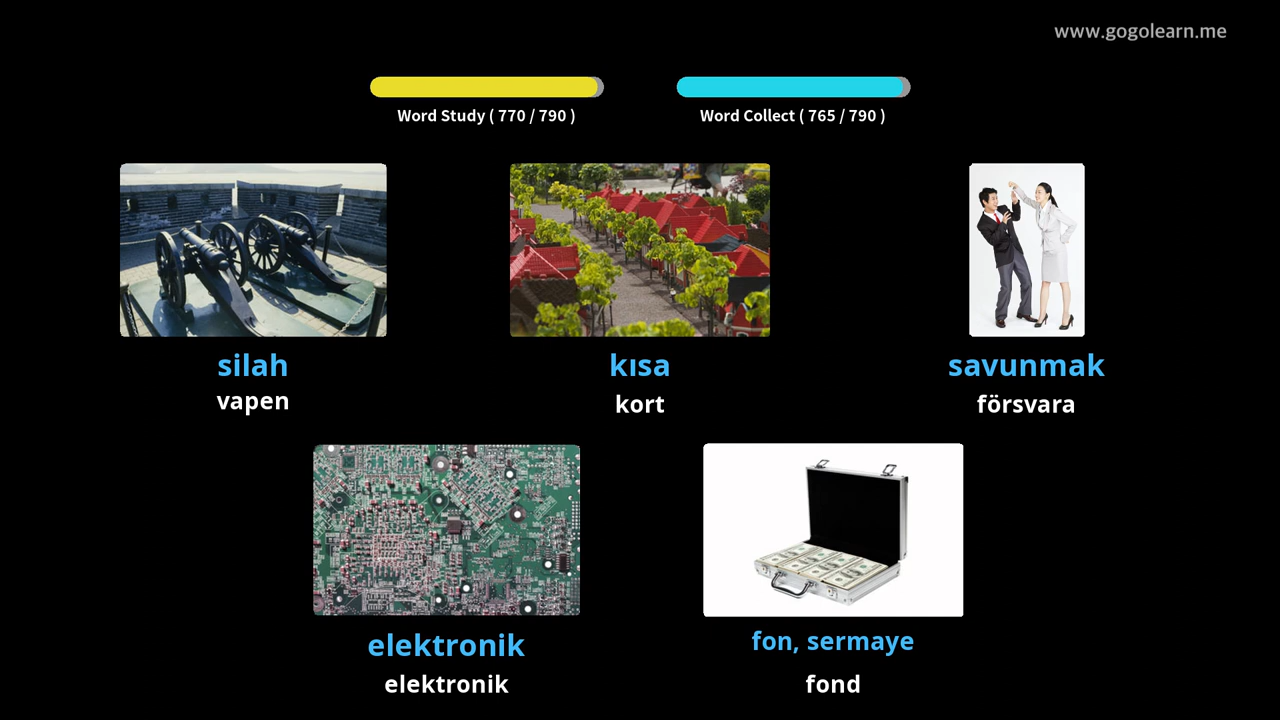 www.gogolearn.me
Word Study ( 770 / 790 )
Word Collect ( 765 / 790 )
silah
vapen
kısa
kort
savunmak
försvara
elektronik
elektronik
fon, sermaye
fond